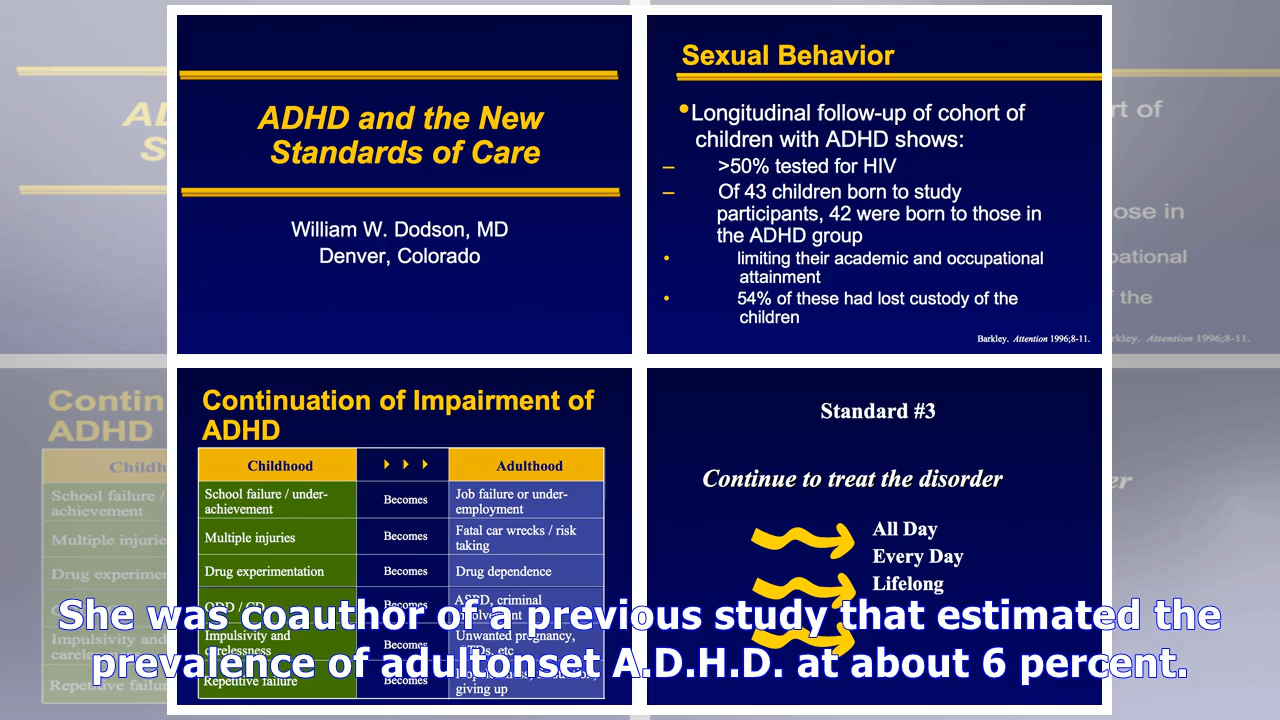 ADHD and the New
Standards of Care
William W. Dodson, MD
Denver, Colorado
Sexual Behavior
•Longitudinal follow-up of cohort of
children with ADHD shows:
– >50% tested for HIV
– Of 43 children born to study
participants, 42 were born to those in
the ADHD group
• limiting their academic and occupational
attainment
• 54% of these had lost custody of the
children
Barkley. Attention 1996;8-11.
Continuation of Impairment of
ADHD
Childhood Adulthood
School failure / under-
achievement Becomes Job failure or under-
employment
Multiple injuries Becomes Fatal car wrecks / risk
taking
Drug experimentation Becomes Drug dependence
Becomes ASPD, criminal
Impulsivity and
carelessness Becomes Unwanted pregnancy,
etc
Repetitive failure Becomes
giving up
Standard #3
Continue to treat the disorder
All Day
Every Day
Lifelong
She was coauthor of a previous study that estimated the
prevalence of adultonset A.D.H.D. at about 6 percent.